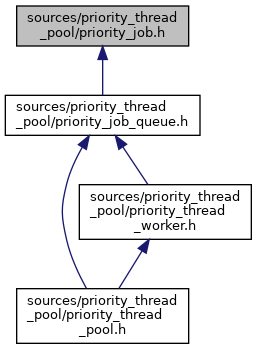 sources/priority_thread
_pool/priority_job.h
sources/priority_thread
_pool/priority_job_queue.h
sources/priority_thread
_pool/priority_thread
_worker.h
sources/priority_thread
_pool/priority_thread
_pool.h